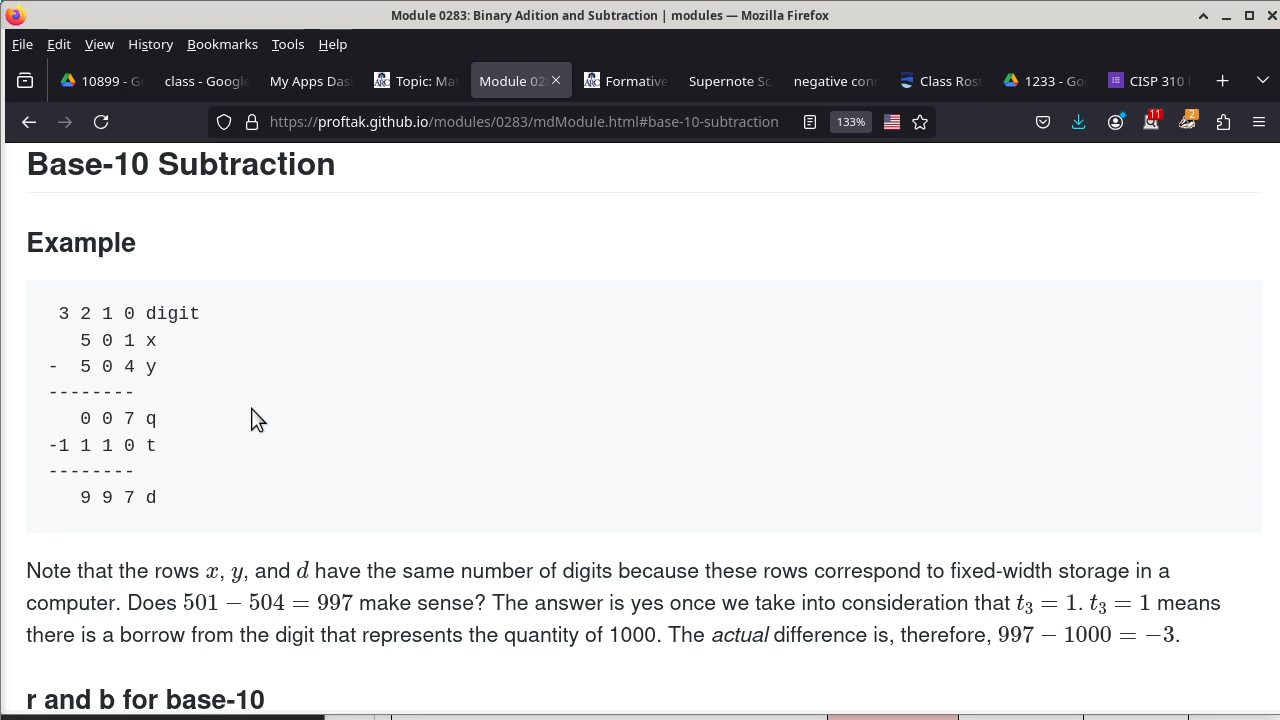 Module 0283: Binary Adition and Subtraction | modules — Mozilla Firefox
File Edit View History Bookmarks Tools Help
10899 - Go class - Google My Apps Das Topic: Ma Module 02 Formative Supernote Sc negative con Class Ros 1233 - Goo CISP 310
https://proftak.github.io/modules/0283/mdModule.html#base-10-subtraction 133% 11 2
Base-10 Subtraction
Example
3 2 1 0 digit
5 0 1 x
- 5 0 4 y
--------
0 0 7 q
-1 1 1 0 t
--------
9 9 7 d
Note that the rows x, y, and d have the same number of digits because these rows correspond to fixed-width storage in a
computer. Does 501 − 504 = 997 make sense? The answer is yes once we take into consideration that t₃ = 1. t₃ = 1 means
there is a borrow from the digit that represents the quantity of 1000. The actual difference is, therefore, 997 − 1000 = −3.
r and b for base-10